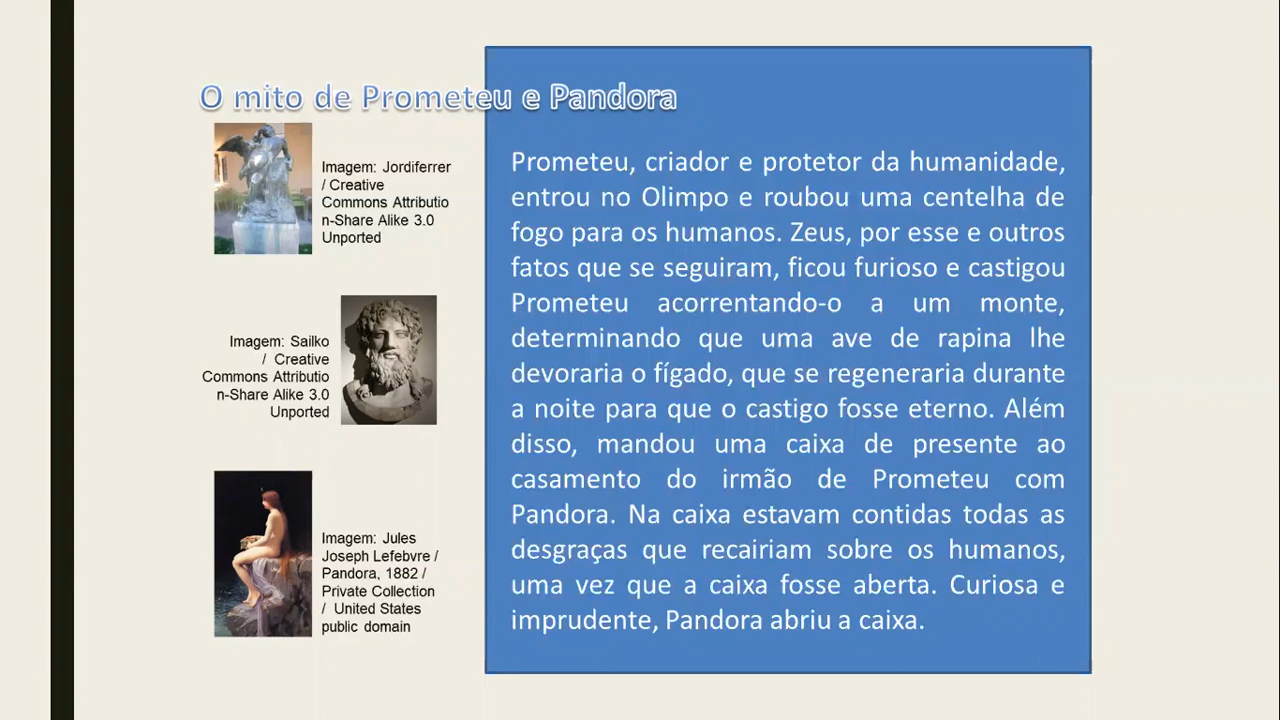 O mito de Prometeu e Pandora
Imagem: Jordiferrer
/ Creative
Commons Attributio
n-Share Alike 3.0
Unported
Imagem: Sailko
/ Creative
Commons Attributio
n-Share Alike 3.0
Unported
Imagem: Jules
Joseph Lefebvre /
Pandora, 1882 /
Private Collection
/ United States
public domain
Prometeu, criador e protetor da humanidade,
entrou no Olimpo e roubou uma centelha de
fogo para os humanos. Zeus, por esse e outros
fatos que se seguiram, ficou furioso e castigou
Prometeu acorrentando-o a um monte,
determinando que uma ave de rapina lhe
devoraria o fígado, que se regeneraria durante
a noite para que o castigo fosse eterno. Além
disso, mandou uma caixa de presente ao
casamento do irmão de Prometeu com
Pandora. Na caixa estavam contidas todas as
desgraças que recairiam sobre os humanos,
uma vez que a caixa fosse aberta. Curiosa e
imprudente, Pandora abriu a caixa.